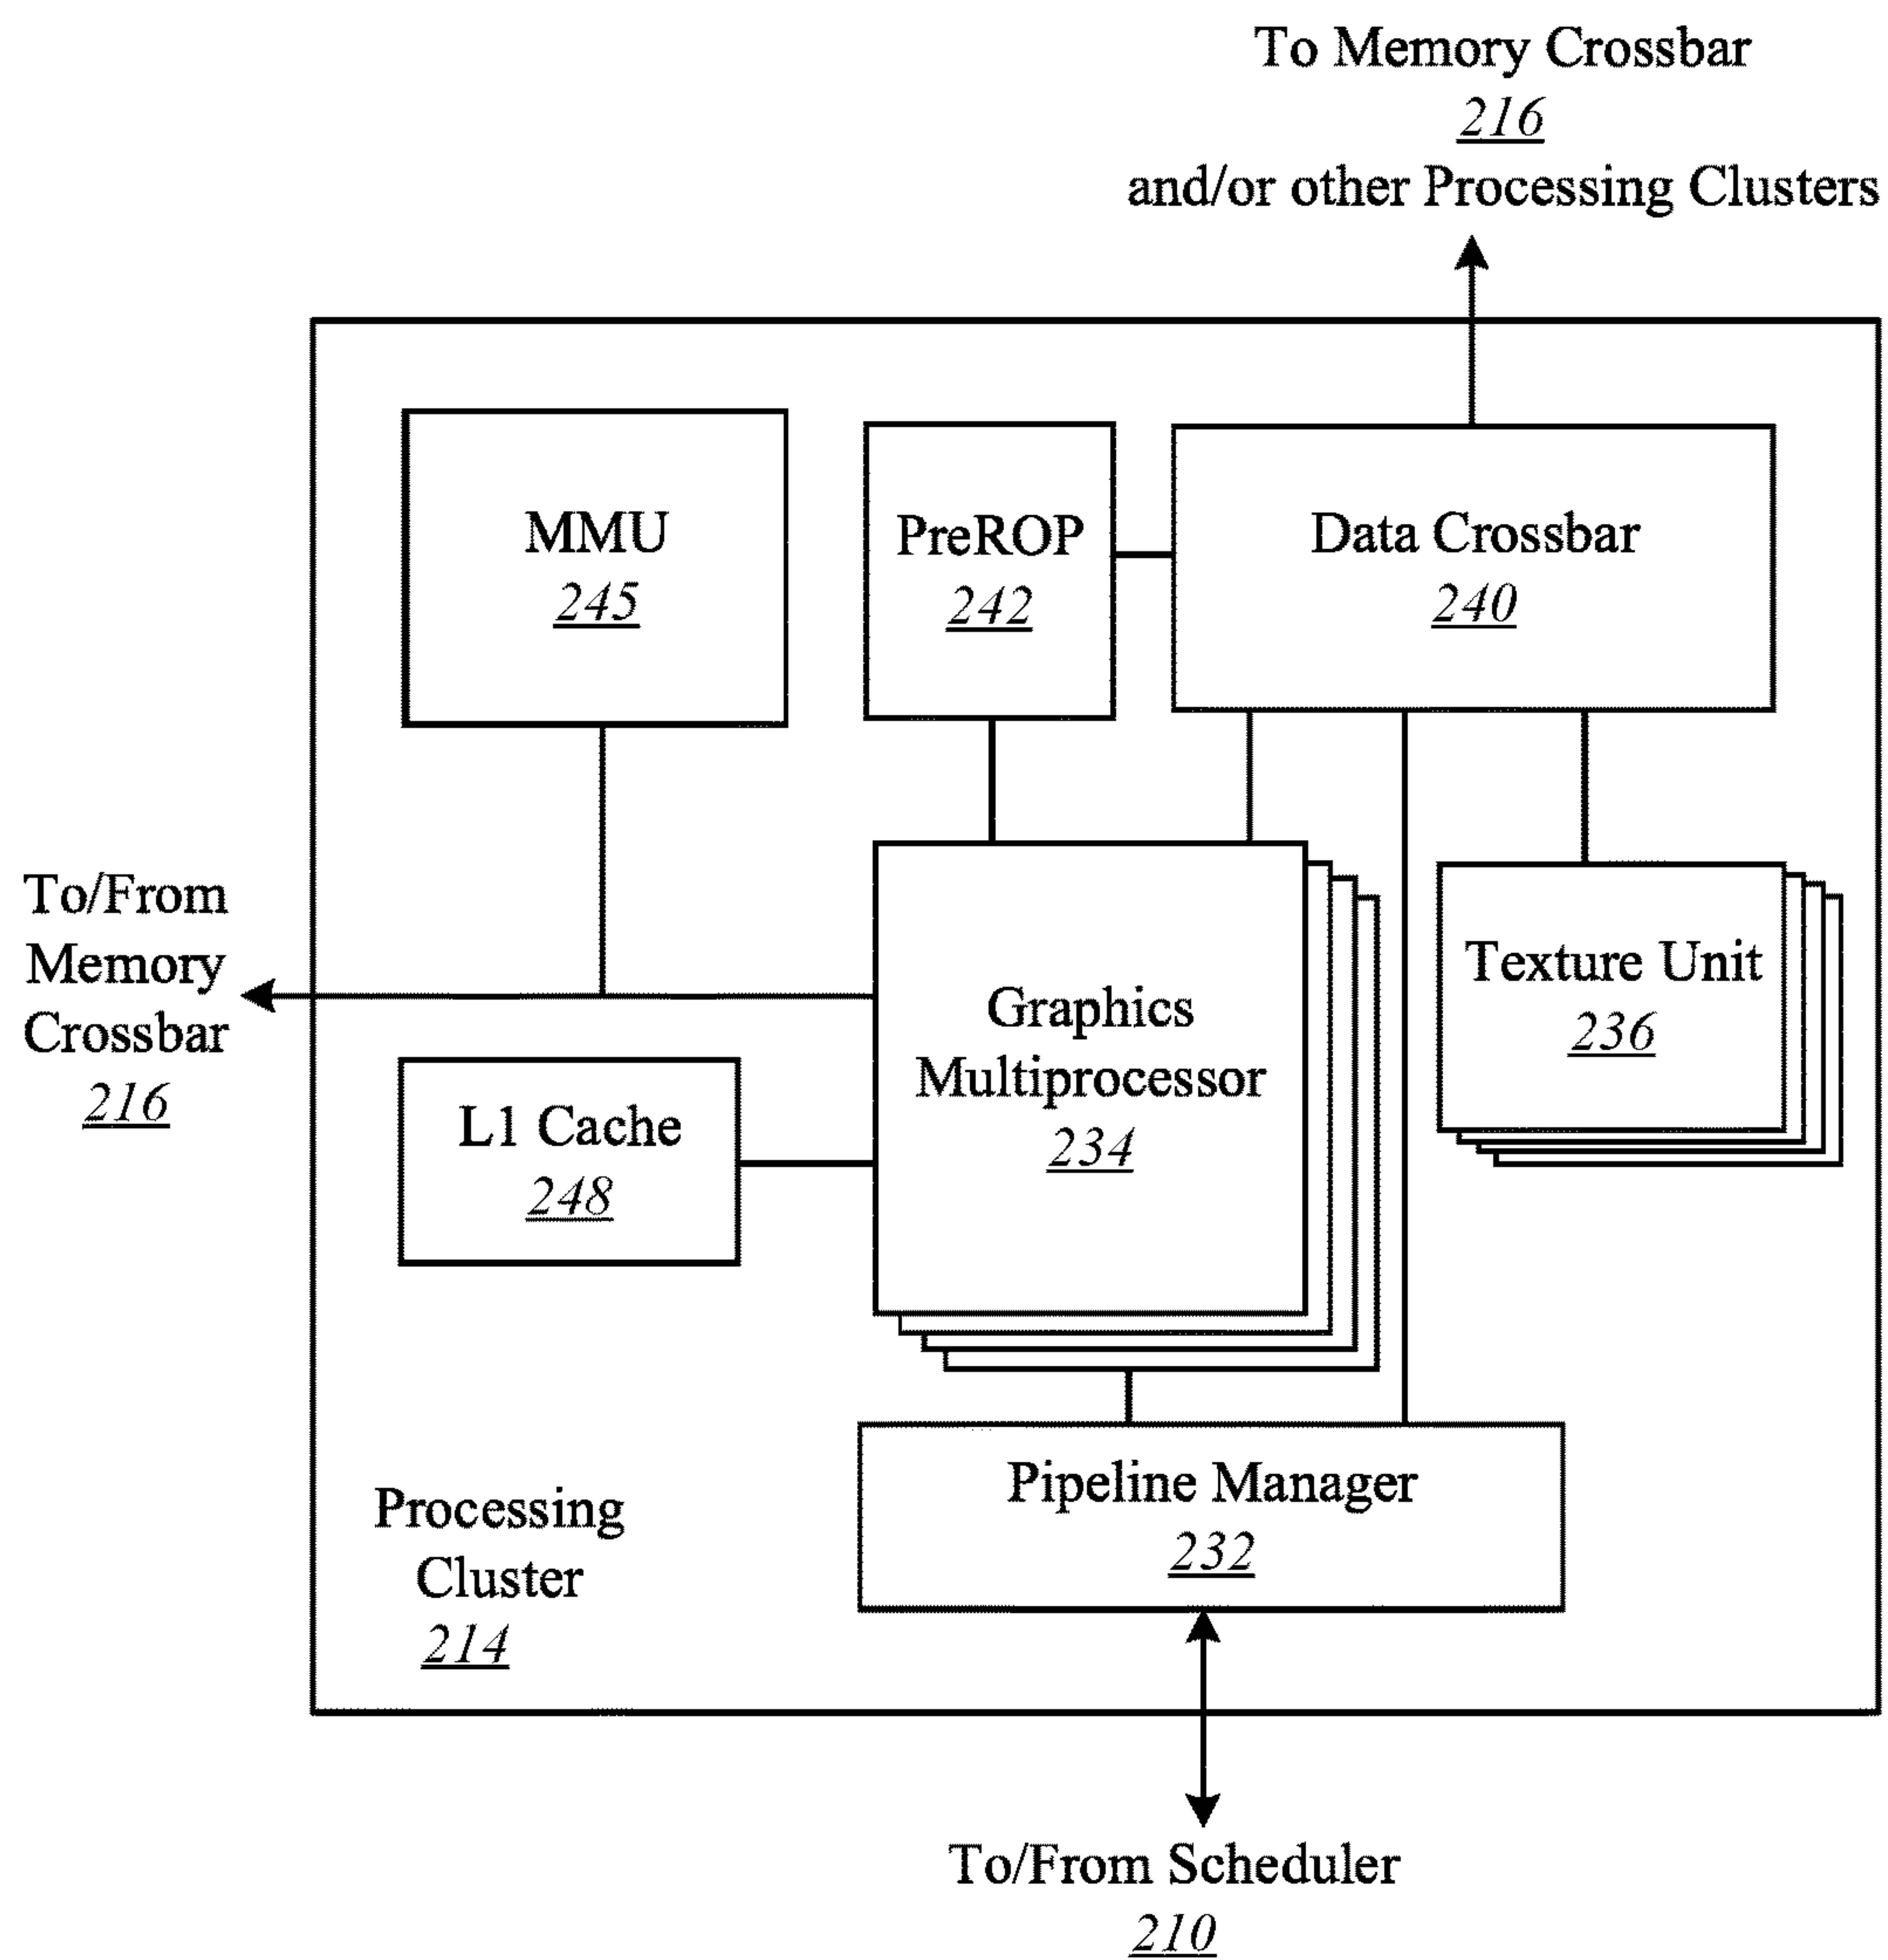 To Memory Crossbar
216
and/or other Processing Clusters
MMU
245
PreROP
242
Data Crossbar
240
To/From
Memory
Crossbar
216
L1 Cache
248
Graphics
Multiprocessor
234
Texture Unit
236
Pipeline Manager
232
Processing
Cluster
214
To/From Scheduler
210